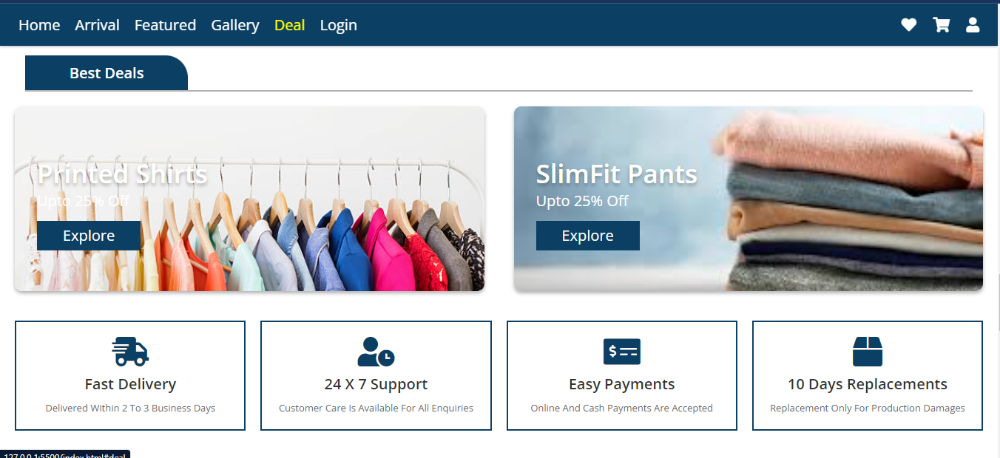 Home Arrival Featured Gallery Deal Login
Best Deals
Printed Shirts
Upto 25% Off
Explore
SlimFit Pants
Upto 25% Off
Explore
Fast Delivery
Delivered Within 2 To 3 Business Days
24 X 7 Support
Customer Care Is Available For All Enquiries
Easy Payments
Online And Cash Payments Are Accepted
10 Days Replacements
Replacement Only For Production Damages
127.0.0.1:5500/index.html#deal